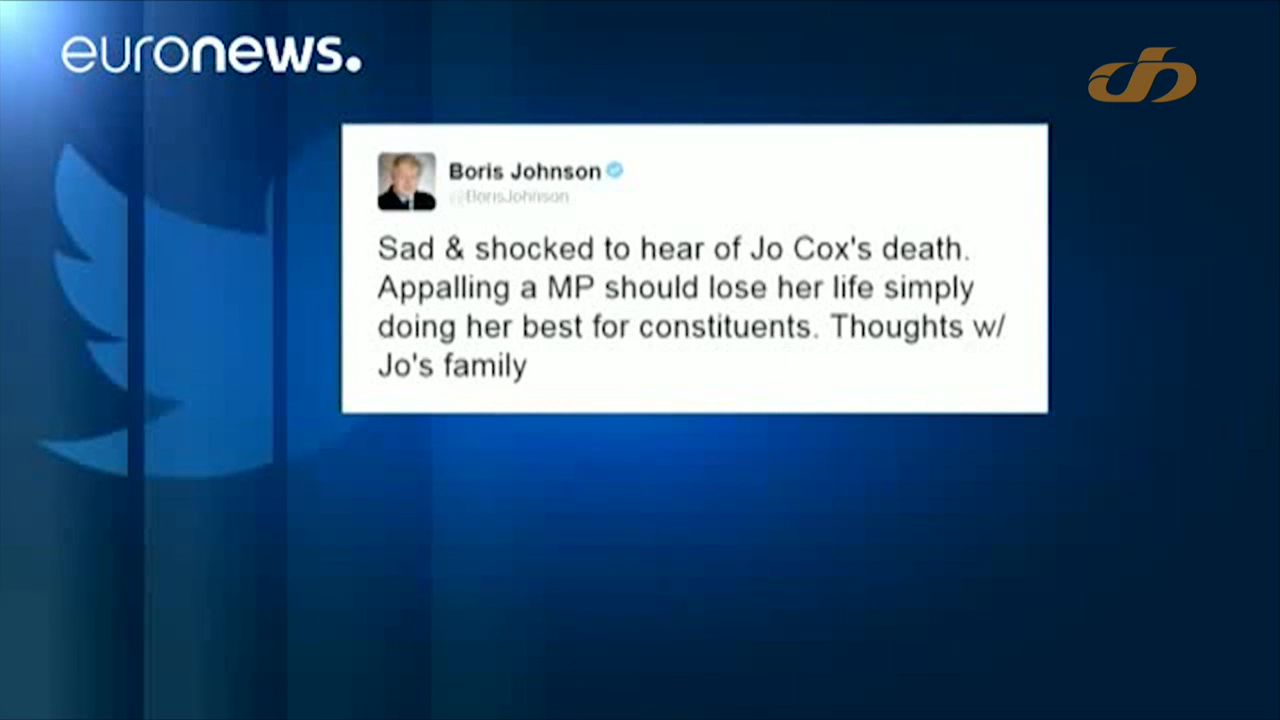 euronews.
Boris Johnson
@BorisJohnson
Sad & shocked to hear of Jo Cox's death.
Appalling a MP should lose her life simply
doing her best for constituents. Thoughts w/
Jo's family